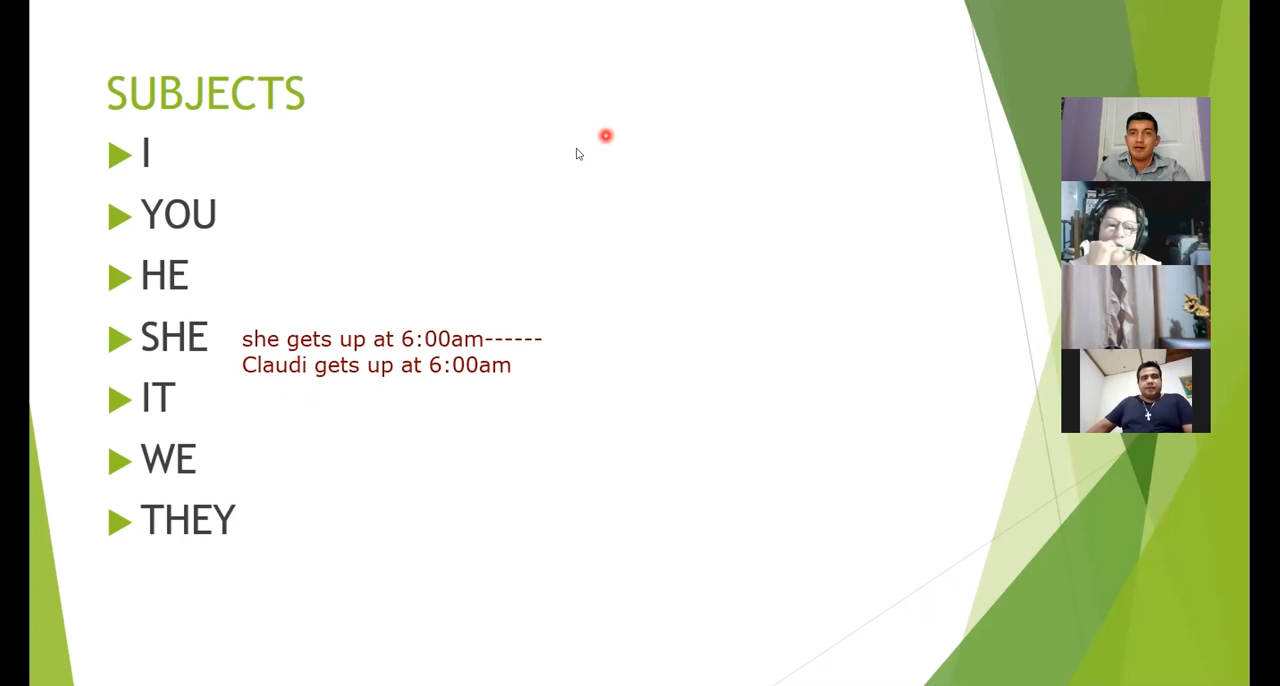 SUBJECTS
I
YOU
HE
SHE
she gets up at 6:00am------
Claudi gets up at 6:00am
IT
WE
THEY